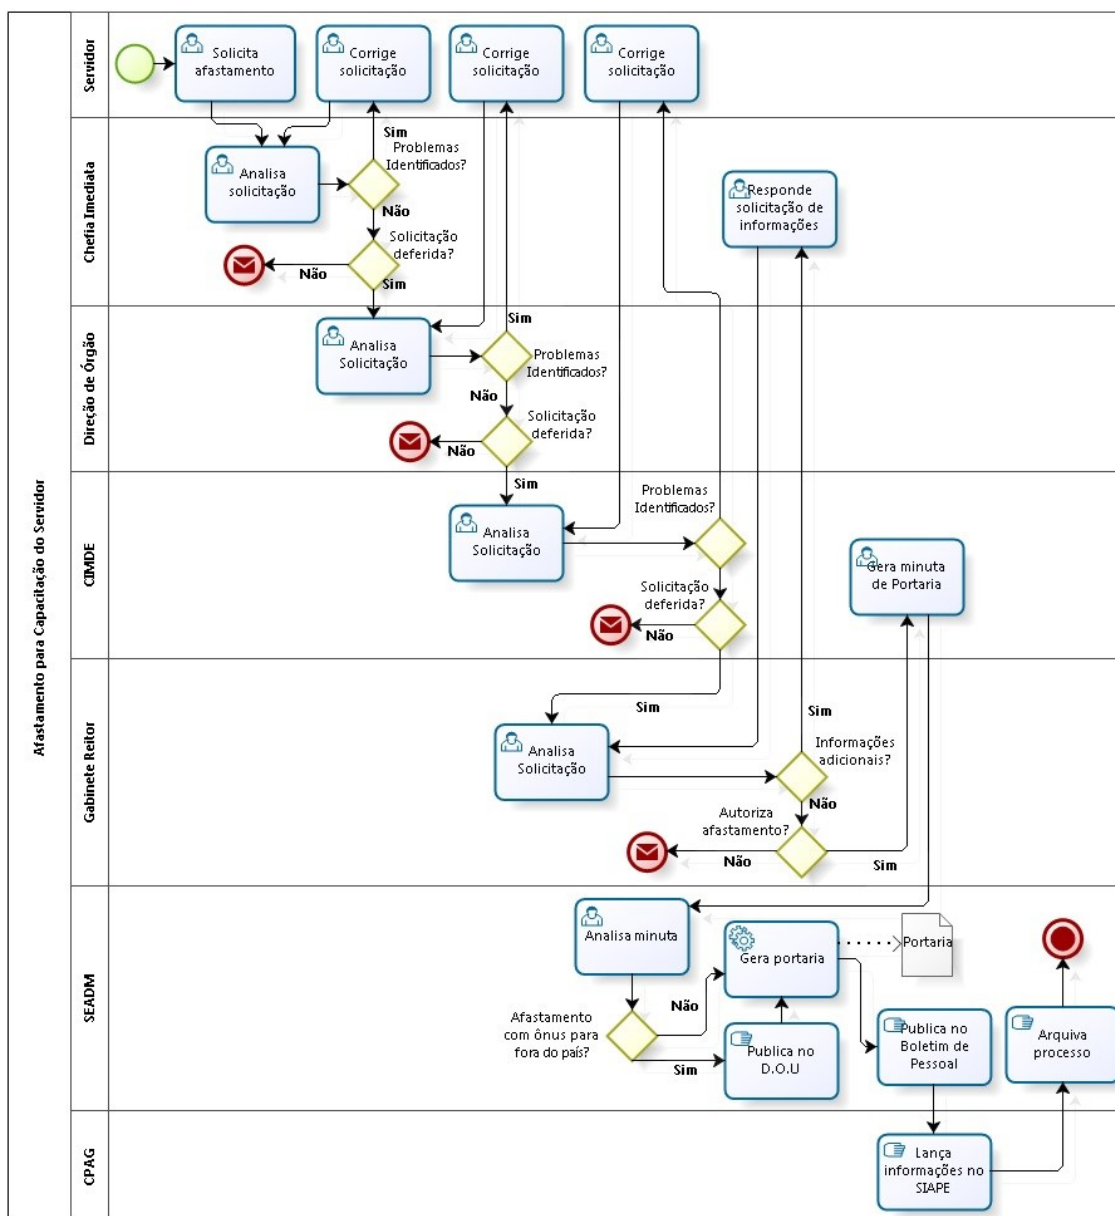 Afastamento para Capacitação do Servidor
Servidor
Solicita
afastamento
Corrige
solicitação
Corrige
solicitação
Corrige
solicitação
Chefia Imediata
Analisa
solicitação
Sim
Problemas
Identificados?
Não
Solicitação
deferida?
Não
Sim
Responde
solicitação de
informações
Direção de Órgão
Analisa
Solicitação
Sim
Problemas
Identificados?
Não
Solicitação
deferida?
Não
CIMDE
Sim
Analisa
Solicitação
Problemas
Identificados?
Solicitação
deferida?
Não
Gera minuta
de Portaria
Gabinete Reitor
Sim
Analisa
Solicitação
Sim
Informações
adicionais?
Não
Autoriza
afastamento?
Não
Sim
SEADM
Analisa minuta
Gera portaria
Portaria
Não
Afastamento
com ônus para
fora do país?
Sim
Publica no
D.O.U
Publica no
Boletim de
Pessoal
Arquiva
processo
CPAG
Lança
informações no
SIAPE